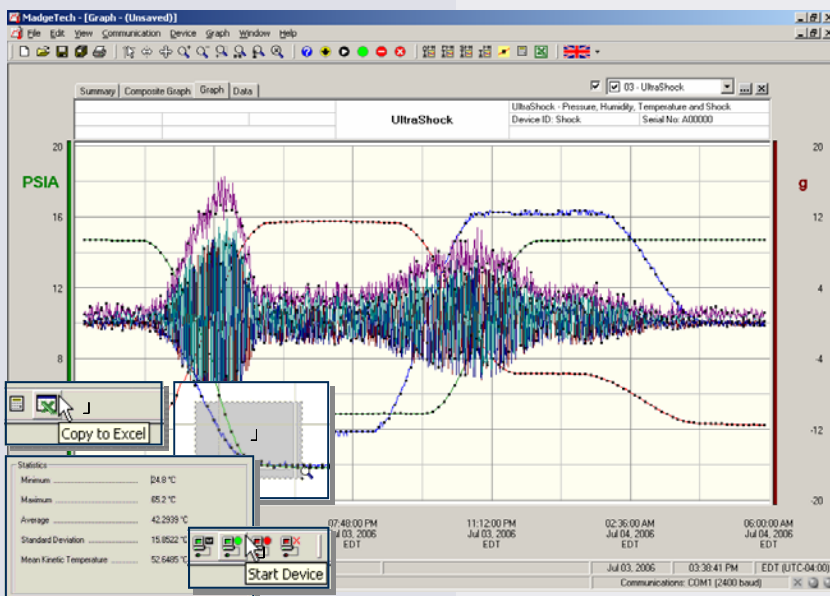 MadgeTech - [Graph - (Unsaved)]
File Edit View Communication Device Graph Window Help
Summary Composite Graph Graph Data
03 - UltraShock
UltraShock
UltraShock - Pressure, Humidity, Temperature and Shock
Device ID: Shock Serial No: A00000
20 20
PSIA g
16 12
12 4
8 -4
-12
-20
Copy to Excel
Statistics
Minimum 24.8 °C
Maximum 65.2 °C
Average 42.2939 °C
Standard Deviation 15.8522 °C
Mean Kinetic Temperature 52.6485 °C
Start Device
07:48:00 PM 11:12:00 PM 02:36:00 AM 06:00:00 AM
Jul 03, 2006 Jul 03, 2006 Jul 04, 2006 Jul 04, 2006
EDT EDT EDT EDT
Jul 03, 2006 03:38:41 PM EDT (UTC-04:00)
Communications: COM1 (2400 baud)